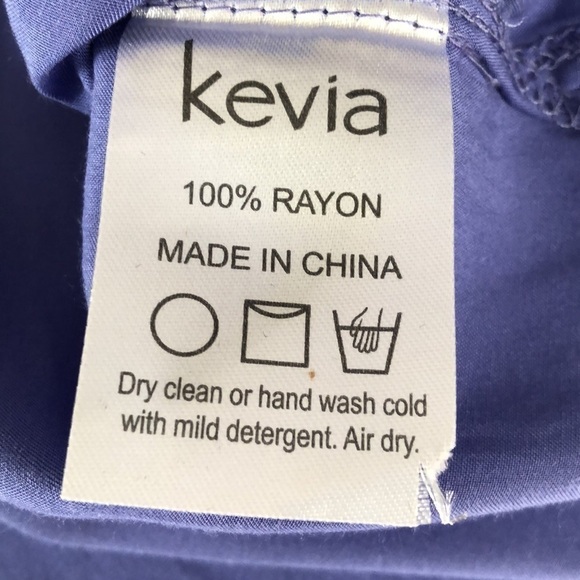 kevia
100% RAYON
MADE IN CHINA
Dry clean or hand wash cold
with mild detergent. Air dry.